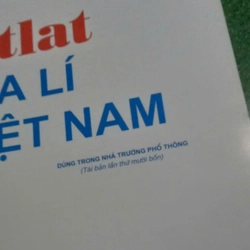 tlat
A LÍ
ỆT NAM
DÙNG TRONG NHÀ TRƯỜNG PHỔ THÔNG
(Tái bản lần thứ mười bốn)